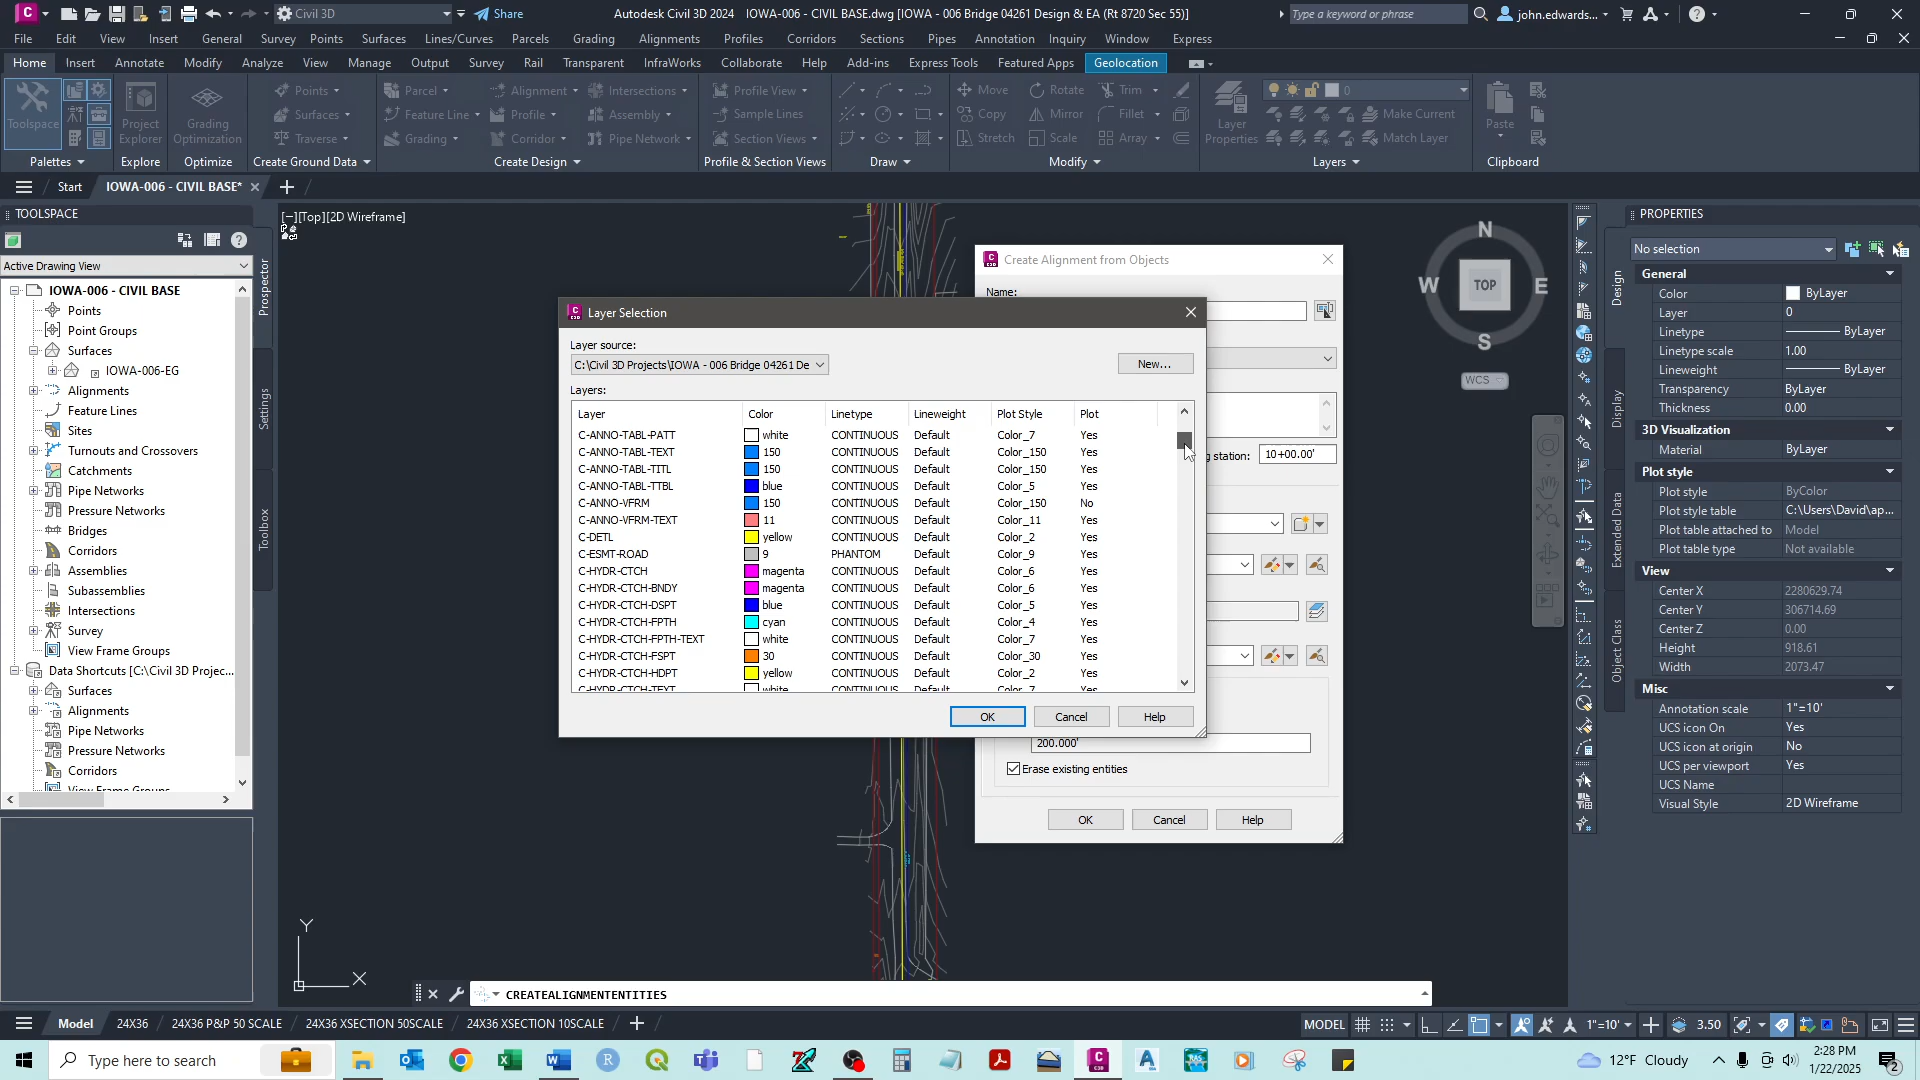 Civil 3D
Share
Autodesk Civil 3D 2024 IOWA-006 - CIVIL BASE.dwg [IOWA - 006 Bridge 04261 Design & EA (Rt 8720 Sec 55)]
Type a keyword or phrase
john.edwards...
File Edit View Insert General Survey Points Surfaces Lines/Curves Parcels Grading Alignments Profiles Corridors Sections Pipes Annotation Inquiry Window Express
Home Insert Annotate Modify Analyze View Manage Output Survey Rail Transparent InfraWorks Collaborate Help Add-ins Express Tools Featured Apps Geolocation
Toolspace
Project Explorer
Grading Optimization
Points
Surfaces
Traverse
Parcel
Feature Line
Grading
Alignment
Profile
Corridor
Intersections
Assembly
Pipe Network
Profile View
Sample Lines
Section Views
Move
Copy
Stretch
Rotate
Mirror
Scale
Trim
Fillet
Array
Layer Properties
0
Make Current
Match Layer
Paste
Palettes Explore Optimize Create Ground Data Create Design Profile & Section Views Draw Modify Layers Clipboard
Start IOWA-006 - CIVIL BASE*
TOOLSPACE
Active Drawing View
IOWA-006 - CIVIL BASE
Points
Point Groups
Surfaces
IOWA-006-EG
Alignments
Feature Lines
Sites
Turnouts and Crossovers
Catchments
Pipe Networks
Pressure Networks
Bridges
Corridors
Assemblies
Subassemblies
Intersections
Survey
View Frame Groups
Data Shortcuts [C:\Civil 3D Projec...
Surfaces
Alignments
Pipe Networks
Pressure Networks
Corridors
View Frame Groups
Prospector
Settings
Survey
Toolbox
[−][Top][2D Wireframe]
Create Alignment from Objects
Name:
g station: 10+00.00'
200.000'
Erase existing entities
OK Cancel Help
Layer Selection
Layer source:
C:\Civil 3D Projects\IOWA - 006 Bridge 04261 De
New...
Layers:
Layer Color Linetype Lineweight Plot Style Plot
C-ANNO-TABL-PATT white CONTINUOUS Default Color_7 Yes
C-ANNO-TABL-TEXT 150 CONTINUOUS Default Color_150 Yes
C-ANNO-TABL-TITL 150 CONTINUOUS Default Color_150 Yes
C-ANNO-TABL-TTBL blue CONTINUOUS Default Color_5 Yes
C-ANNO-VFRM 150 CONTINUOUS Default Color_150 No
C-ANNO-VFRM-TEXT 11 CONTINUOUS Default Color_11 Yes
C-DETL yellow CONTINUOUS Default Color_2 Yes
C-ESMT-ROAD 9 PHANTOM Default Color_9 Yes
C-HYDR-CTCH magenta CONTINUOUS Default Color_6 Yes
C-HYDR-CTCH-BNDY magenta CONTINUOUS Default Color_6 Yes
C-HYDR-CTCH-DSPT blue CONTINUOUS Default Color_5 Yes
C-HYDR-CTCH-FPTH cyan CONTINUOUS Default Color_4 Yes
C-HYDR-CTCH-FPTH-TEXT white CONTINUOUS Default Color_7 Yes
C-HYDR-CTCH-FSPT 30 CONTINUOUS Default Color_30 Yes
C-HYDR-CTCH-HDPT yellow CONTINUOUS Default Color_2 Yes
C-HYDR-CTCH-TEXT white CONTINUOUS Default Color_7 Yes
OK Cancel Help
N
W TOP E
S
WCS
Y
X
CREATEALIGNMENTENTITIES
PROPERTIES
No selection
General
Color ByLayer
Layer 0
Linetype ByLayer
Linetype scale 1.00
Lineweight ByLayer
Transparency ByLayer
Thickness 0.00
3D Visualization
Material ByLayer
Plot style
Plot style ByColor
Plot style table C:\Users\David\ap...
Plot table attached to Model
Plot table type Not available
View
Center X 2280629.74
Center Y 306714.69
Center Z 0.00
Height 918.61
Width 2073.47
Misc
Annotation scale 1"=10'
UCS icon On Yes
UCS icon at origin No
UCS per viewport Yes
UCS Name
Visual Style 2D Wireframe
Design
Display
Extended Data
Object Class
Model 24X36 24X36 P&P 50 SCALE 24X36 XSECTION 50SCALE 24X36 XSECTION 10SCALE
MODEL 1"=10' 3.50
Type here to search
12°F Cloudy
2:28 PM
1/22/2025
2